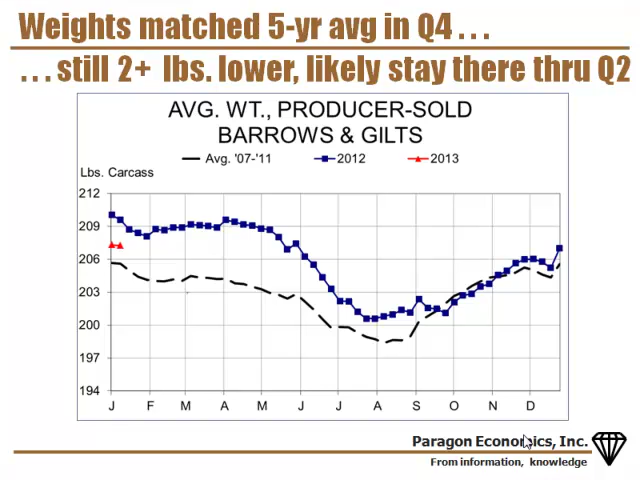 Weights matched 5-yr avg in Q4 . . .
. . . still 2+ lbs. lower, likely stay there thru Q2
AVG. WT., PRODUCER-SOLD
BARROWS & GILTS
Avg. '07-'11 2012 2013
Lbs. Carcass
212
209
206
203
200
197
194
J F M A M J J A S O N D
Paragon Economics, Inc.
From information, knowledge